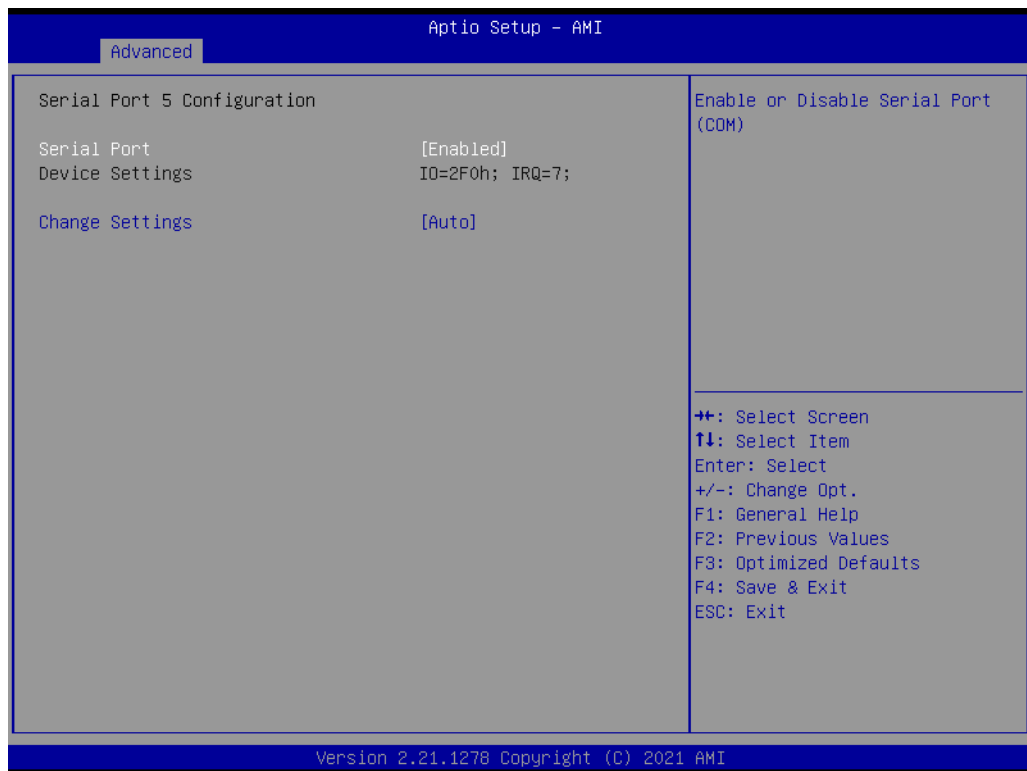 Aptio Setup – AMI
Advanced
Serial Port 5 Configuration
Serial Port [Enabled]
Device Settings IO=2F0h; IRQ=7;
Change Settings [Auto]
Enable or Disable Serial Port
(COM)
→←: Select Screen
↑↓: Select Item
Enter: Select
+/-: Change Opt.
F1: General Help
F2: Previous Values
F3: Optimized Defaults
F4: Save & Exit
ESC: Exit
Version 2.21.1278 Copyright (C) 2021 AMI